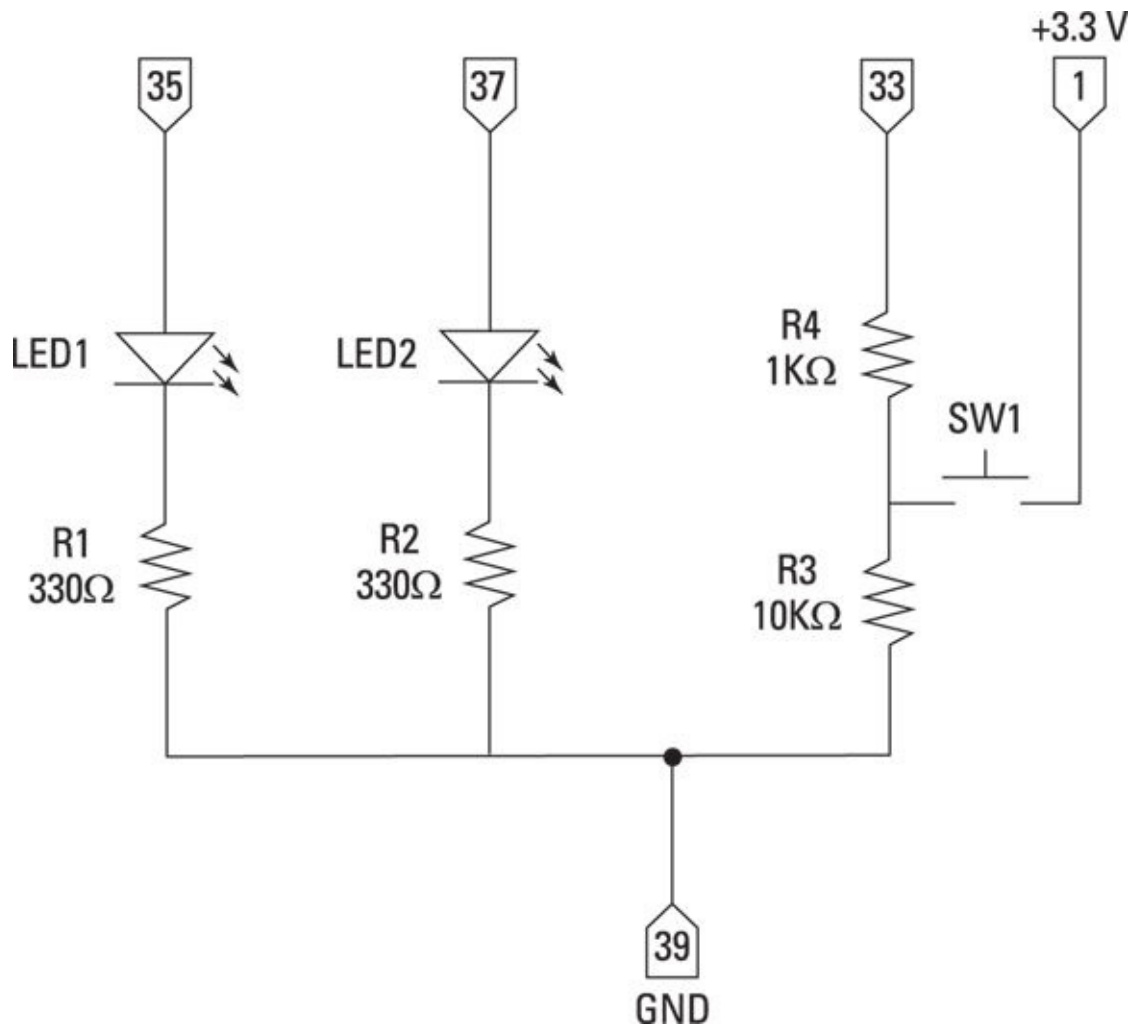 +3.3 V
35
37
33
1
LED1
LED2
R4
1KΩ
SW1
R1
330Ω
R2
330Ω
R3
10KΩ
39
GND